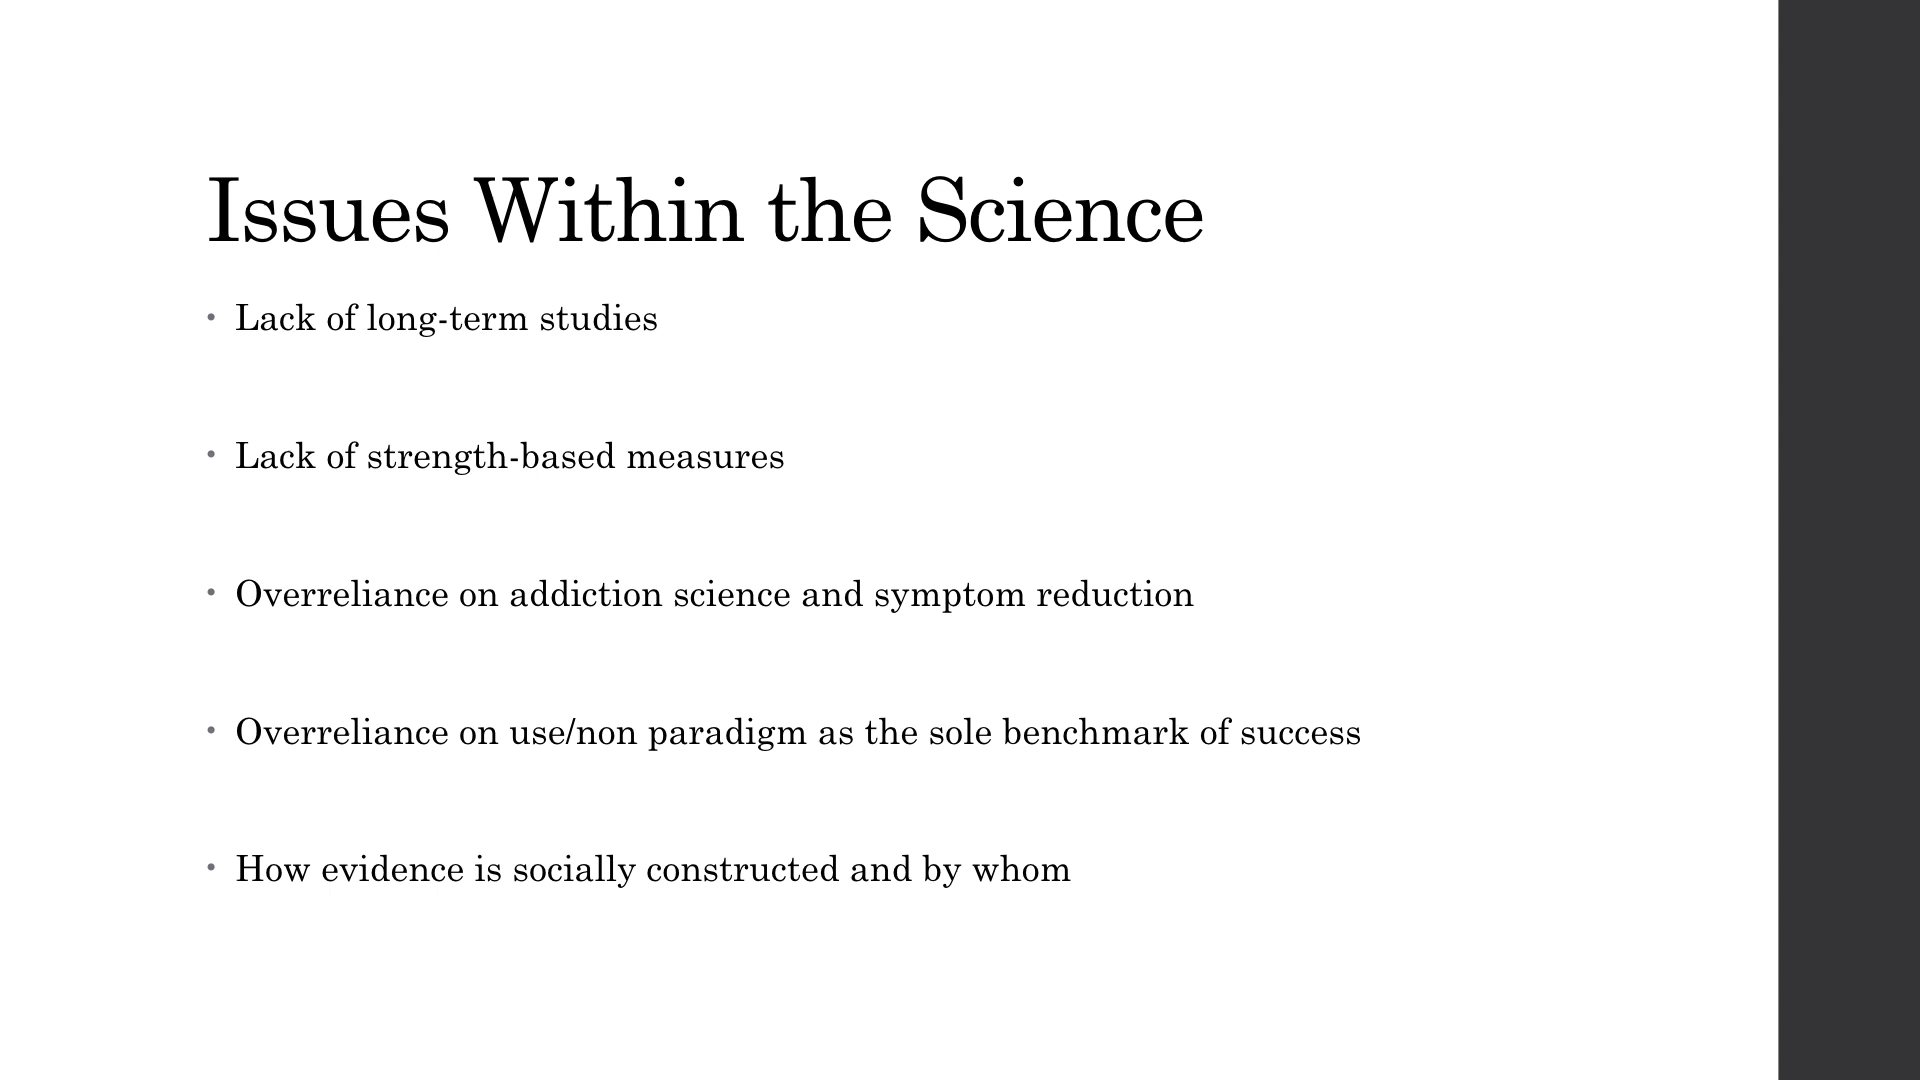 Issues Within the Science
• Lack of long-term studies
• Lack of strength-based measures
• Overreliance on addiction science and symptom reduction
• Overreliance on use/non paradigm as the sole benchmark of success
• How evidence is socially constructed and by whom